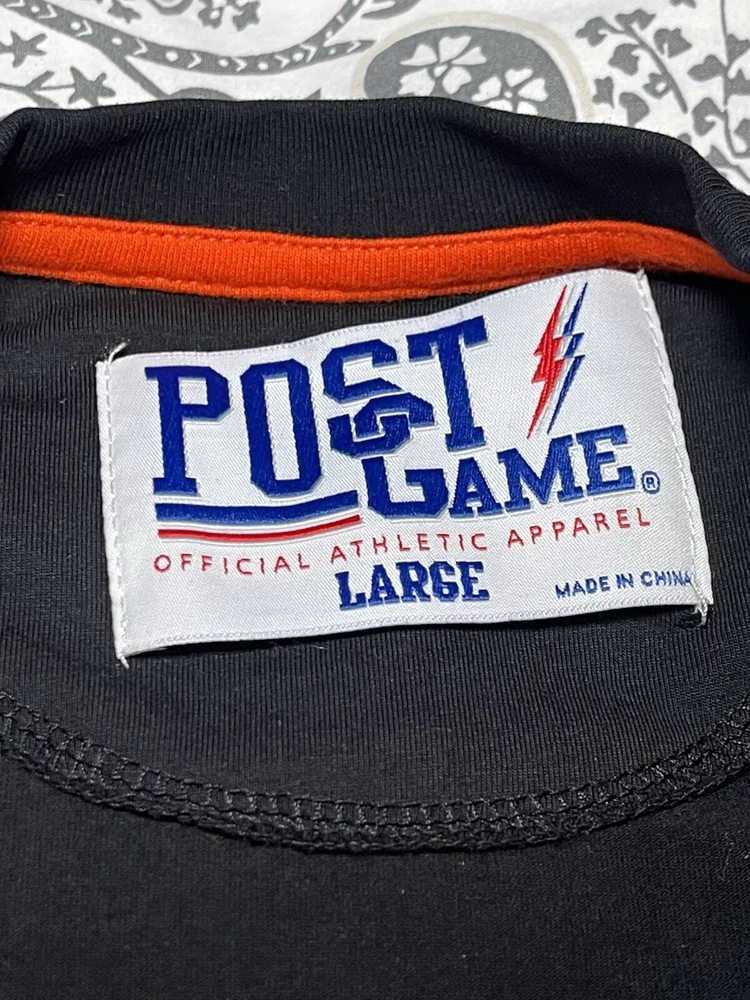 POST
GAME®
OFFICIAL ATHLETIC APPAREL
LARGE
MADE IN CHINA